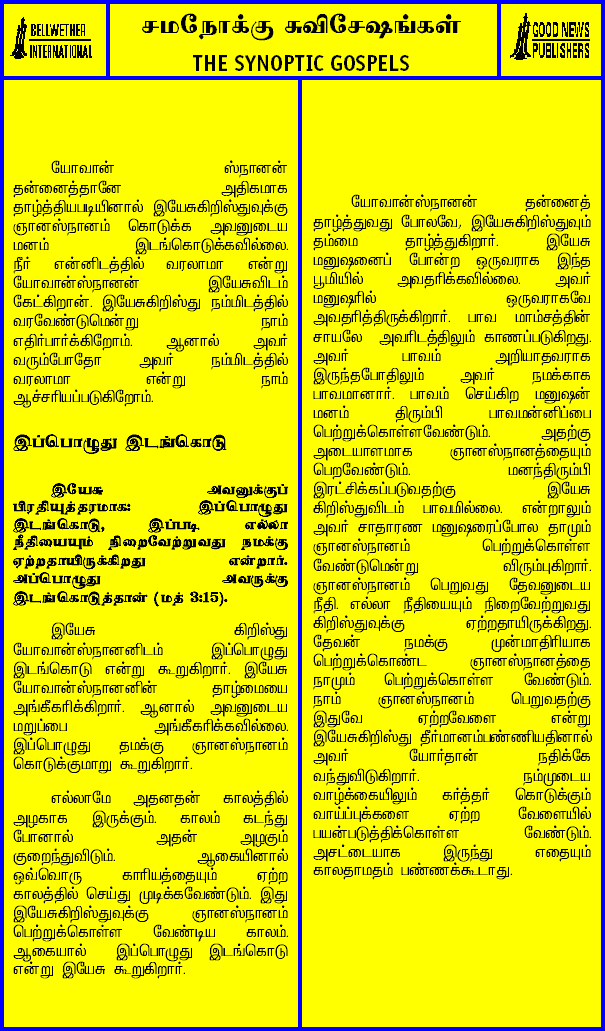 BELLWETHER
INTERNATIONAL
சமநோக்கு சுவிசேஷங்கள்
THE SYNOPTIC GOSPELS
GOOD NEWS
PUBLISHERS
யோவான் ஸ்நானன்
தன்னைத்தானே அதிகமாக
தாழ்த்தியபடியினால் இயேசுகிறிஸ்துவுக்கு
ஞானஸ்நானம் கொடுக்க அவனுடைய
மனம் இடங்கொடுக்கவில்லை.
நீர் என்னிடத்தில் வரலாமா என்று
யோவான்ஸ்நானன் இயேசுவிடம்
கேட்கிறான். இயேசுகிறிஸ்து நம்மிடத்தில்
வரவேண்டுமென்று நாம்
எதிர்பார்க்கிறோம். ஆனால் அவர்
வரும்போதோ அவர் நம்மிடத்தில்
வரலாமா என்று நாம்
ஆச்சரியப்படுகிறோம்.
இப்பொழுது இடங்கொடு
இயேசு அவனுக்குப்
பிரதியுத்தரமாக: இப்பொழுது
இடங்கொடு, இப்படி எல்லா
நீதியையும் நிறைவேற்றுவது நமக்கு
ஏற்றதாயிருக்கிறது என்றார்.
அப்பொழுது அவருக்கு
இடங்கொடுத்தான் (மத் 3:15).
இயேசு கிறிஸ்து
யோவான்ஸ்நானனிடம் இப்பொழுது
இடங்கொடு என்று கூறுகிறார். இயேசு
யோவான்ஸ்நானனின் தாழ்மையை
அங்கீகரிக்கிறார். ஆனால் அவனுடைய
மறுப்பை அங்கீகரிக்கவில்லை.
இப்பொழுது தமக்கு ஞானஸ்நானம்
கொடுக்குமாறு கூறுகிறார்.
எல்லாமே அதனதன் காலத்தில்
அழகாக இருக்கும். காலம் கடந்து
போனால் அதன் அழகும்
குறைந்துவிடும். ஆகையினால்
ஒவ்வொரு காரியத்தையும் ஏற்ற
காலத்தில் செய்து முடிக்கவேண்டும். இது
இயேசுகிறிஸ்துவுக்கு ஞானஸ்நானம்
பெற்றுக்கொள்ள வேண்டிய காலம்.
ஆகையால் இப்பொழுது இடங்கொடு
என்று இயேசு கூறுகிறார்.
யோவான்ஸ்நானன் தன்னைத்
தாழ்த்துவது போலவே, இயேசுகிறிஸ்துவும்
தம்மை தாழ்த்துகிறார். இயேசு
மனுஷனைப் போன்ற ஒருவராக இந்த
பூமியில் அவதரிக்கவில்லை. அவர்
மனுஷரில் ஒருவராகவே
அவதரித்திருக்கிறார். பாவ மாம்சத்தின்
சாயலே அவரிடத்திலும் காணப்படுகிறது.
அவர் பாவம் அறியாதவராக
இருந்தபோதிலும் அவர் நமக்காக
பாவமானார். பாவம் செய்கிற மனுஷன்
மனம் திரும்பி பாவமன்னிப்பை
பெற்றுக்கொள்ளவேண்டும். அதற்கு
அடையாளமாக ஞானஸ்நானத்தையும்
பெறவேண்டும். மனந்திரும்பி
இரட்சிக்கப்படுவதற்கு இயேசு
கிறிஸ்துவிடம் பாவமில்லை. என்றாலும்
அவர் சாதாரண மனுஷரைப்போல தாமும்
ஞானஸ்நானம் பெற்றுக்கொள்ள
வேண்டுமென்று விரும்புகிறார்.
ஞானஸ்நானம் பெறுவது தேவனுடைய
நீதி. எல்லா நீதியையும் நிறைவேற்றுவது
கிறிஸ்துவுக்கு ஏற்றதாயிருக்கிறது.
தேவன் நமக்கு முன்மாதிரியாக
பெற்றுக்கொண்ட ஞானஸ்நானத்தை
நாமும் பெற்றுக்கொள்ள வேண்டும்.
நாம் ஞானஸ்நானம் பெறுவதற்கு
இதுவே ஏற்றவேளை என்று
இயேசுகிறிஸ்து தீர்மானம்பண்ணியதினால்
அவர் யோர்தான் நதிக்கே
வந்துவிடுகிறார். நம்முடைய
வாழ்க்கையிலும் கர்த்தர் கொடுக்கும்
வாய்ப்புக்களை ஏற்ற வேளையில்
பயன்படுத்திக்கொள்ள வேண்டும்.
அசட்டையாக இருந்து எதையும்
காலதாமதம் பண்ணக்கூடாது.